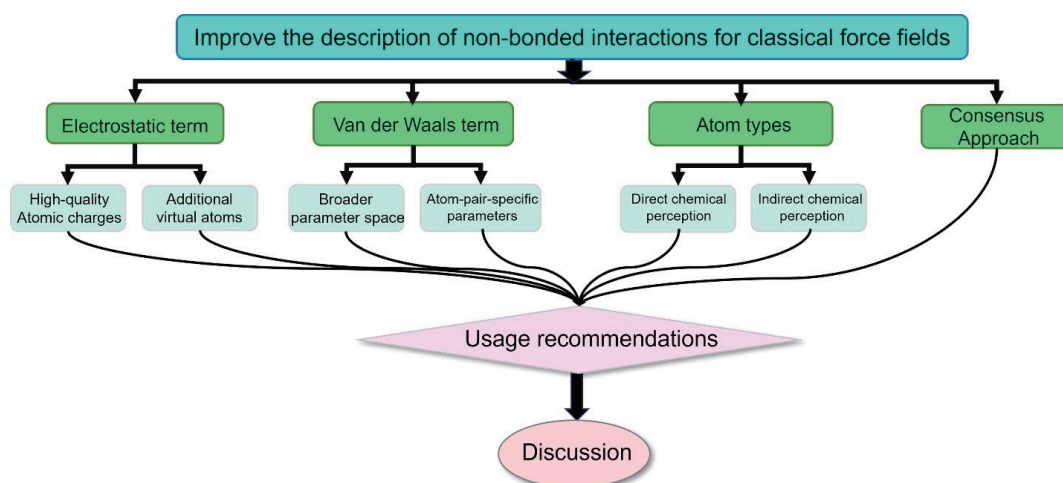 Improve the description of non-bonded interactions for classical force fields
Electrostatic term
Van der Waals term
Atom types
Consensus
Approach
High-quality
Atomic charges
Additional
virtual atoms
Broader
parameter space
Atom-pair-specific
parameters
Direct chemical
perception
Indirect chemical
perception
Usage recommendations
Discussion